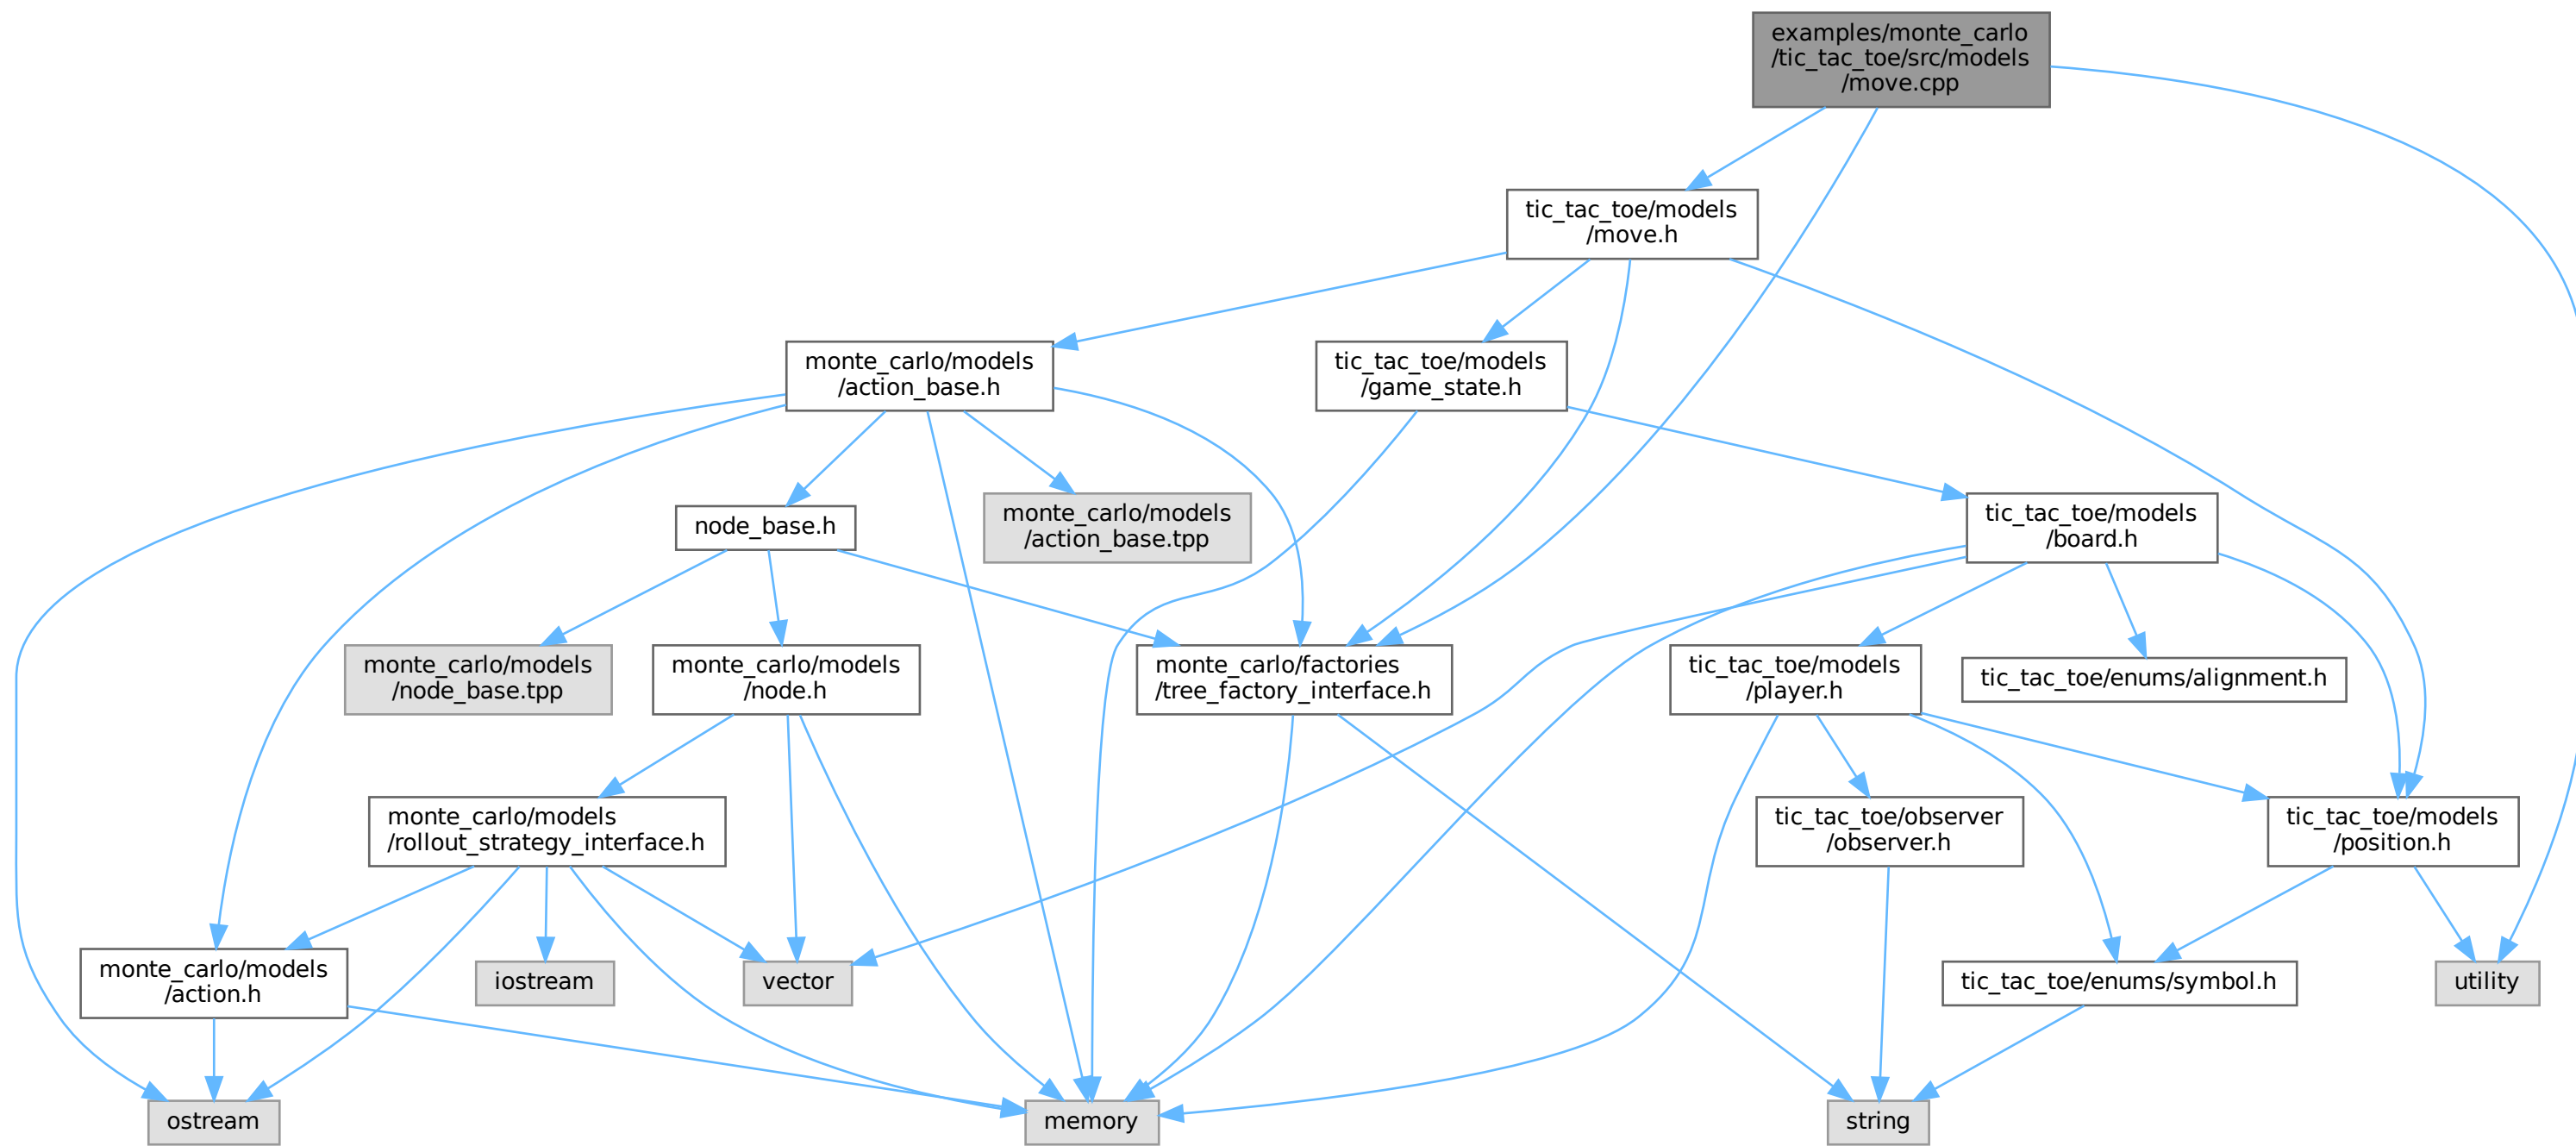 examples/monte_carlo
/tic_tac_toe/src/models
/move.cpp
tic_tac_toe/models
/move.h
monte_carlo/models
/action_base.h
tic_tac_toe/models
/game_state.h
node_base.h
monte_carlo/models
/action_base.tpp
tic_tac_toe/models
/board.h
monte_carlo/models
/node_base.tpp
monte_carlo/models
/node.h
monte_carlo/factories
/tree_factory_interface.h
tic_tac_toe/models
/player.h
tic_tac_toe/enums/alignment.h
monte_carlo/models
/rollout_strategy_interface.h
tic_tac_toe/observer
/observer.h
tic_tac_toe/models
/position.h
monte_carlo/models
/action.h
iostream
vector
tic_tac_toe/enums/symbol.h
utility
ostream
memory
string